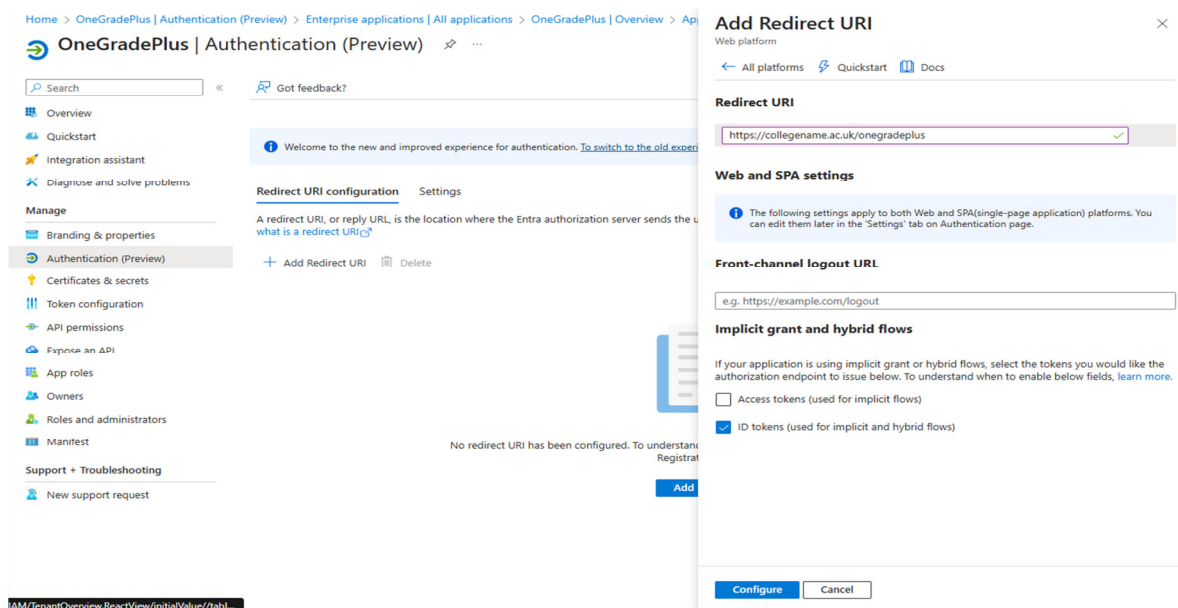 Home > OneGradePlus | Authentication (Preview) > Enterprise applications | All applications > OneGradePlus | Overview >
OneGradePlus | Authentication (Preview)
Search
Overview
Quickstart
Integration assistant
Diagnose and solve problems
Manage
Branding & properties
Authentication (Preview)
Certificates & secrets
Token configuration
API permissions
Expose an API
App roles
Owners
Roles and administrators
Manifest
Support + Troubleshooting
New support request
Got feedback?
Welcome to the new and improved experience for authentication. To switch to the old
Redirect URI configuration
Settings
A redirect URI, or reply URL, is the location where the Entra authorization server sends the
what is a redirect URI
Add Redirect URI
Delete
No redirect URI has been configured. To
Add
Add Redirect URI
Web platform
All platforms
Quickstart
Docs
Redirect URI
https://collegename.ac.uk/onegradeplus
Web and SPA settings
The following settings apply to both Web and SPA(single-page application) platforms. You
can edit them later in the 'Settings' tab on Authentication page.
Front-channel logout URL
e.g. https://example.com/logout
Implicit grant and hybrid flows
If your application is using implicit grant or hybrid flows, select the tokens you would like the
authorization endpoint to issue below. To understand when to enable below fields, learn more.
Access tokens (used for implicit flows)
ID tokens (used for implicit and hybrid flows)
Configure
Cancel